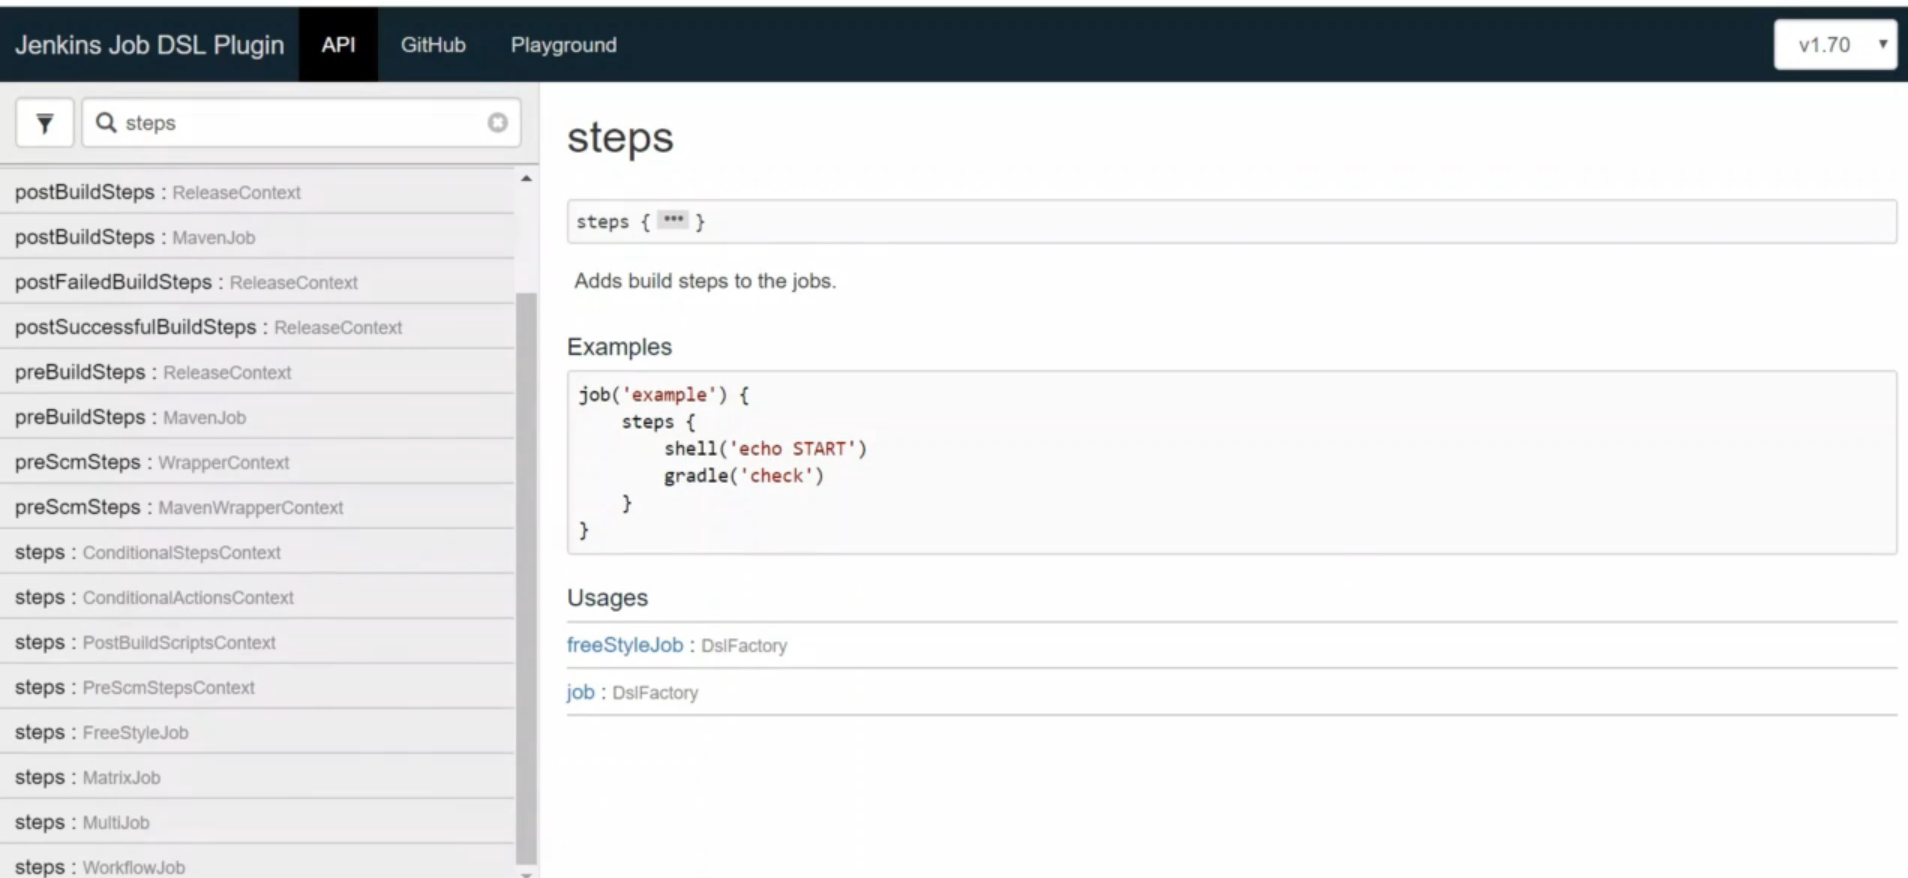 Jenkins Job DSL Plugin API GitHub Playground v1.70
steps
postBuildSteps : ReleaseContext
postBuildSteps : MavenJob
postFailedBuildSteps : ReleaseContext
postSuccessfulBuildSteps : ReleaseContext
preBuildSteps : ReleaseContext
preBuildSteps : MavenJob
preScmSteps : WrapperContext
preScmSteps : MavenWrapperContext
steps : ConditionalStepsContext
steps : ConditionalActionsContext
steps : PostBuildScriptsContext
steps : PreScmStepsContext
steps : FreeStyleJob
steps : MatrixJob
steps : MultiJob
steps : WorkflowJob
steps
steps { ••• }
Adds build steps to the jobs.
Examples
job('example') {
    steps {
        shell('echo START')
        gradle('check')
    }
}
Usages
freeStyleJob : DslFactory
job : DslFactory